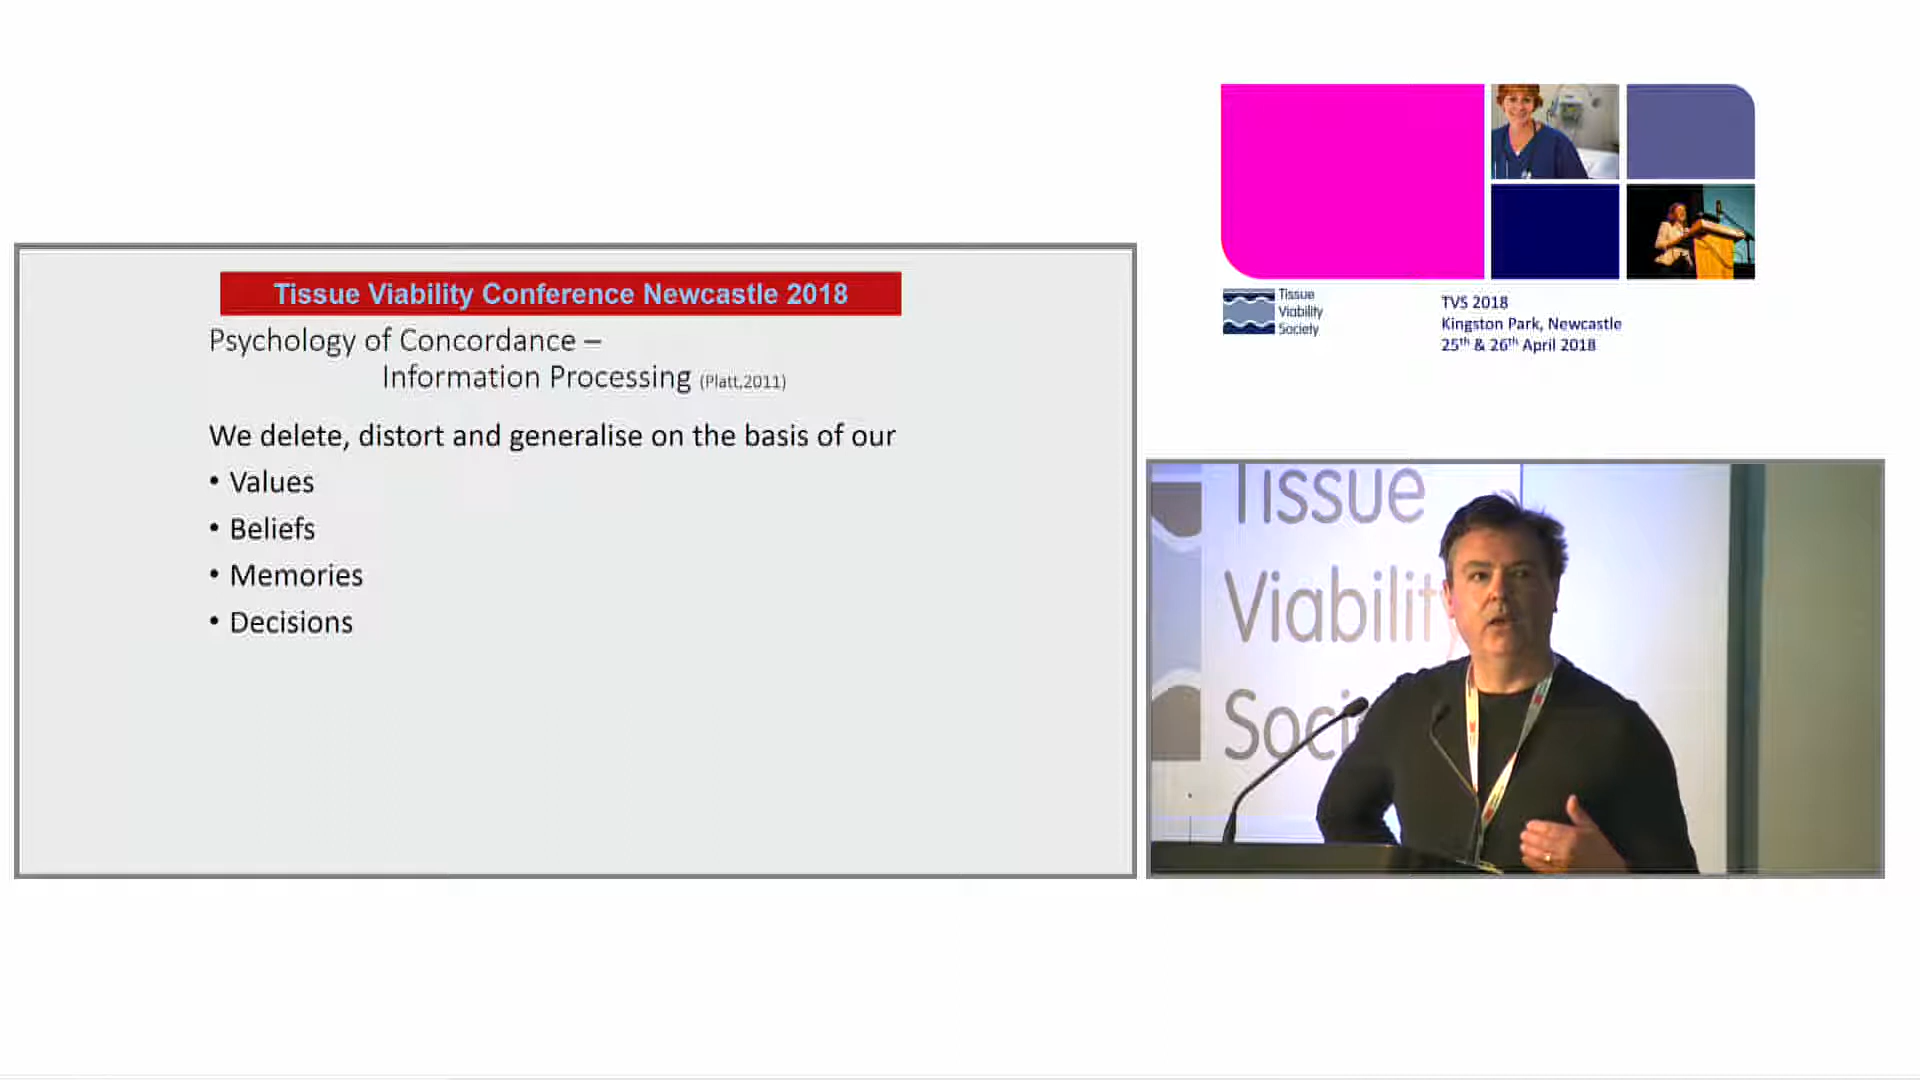 Tissue Viability Conference Newcastle 2018
Psychology of Concordance –
Information Processing (Platt,2011)
We delete, distort and generalise on the basis of our
• Values
• Beliefs
• Memories
• Decisions
Tissue
Viability
Society
TVS 2018
Kingston Park, Newcastle
25th & 26th April 2018
Tissue
Viabilit
Soci